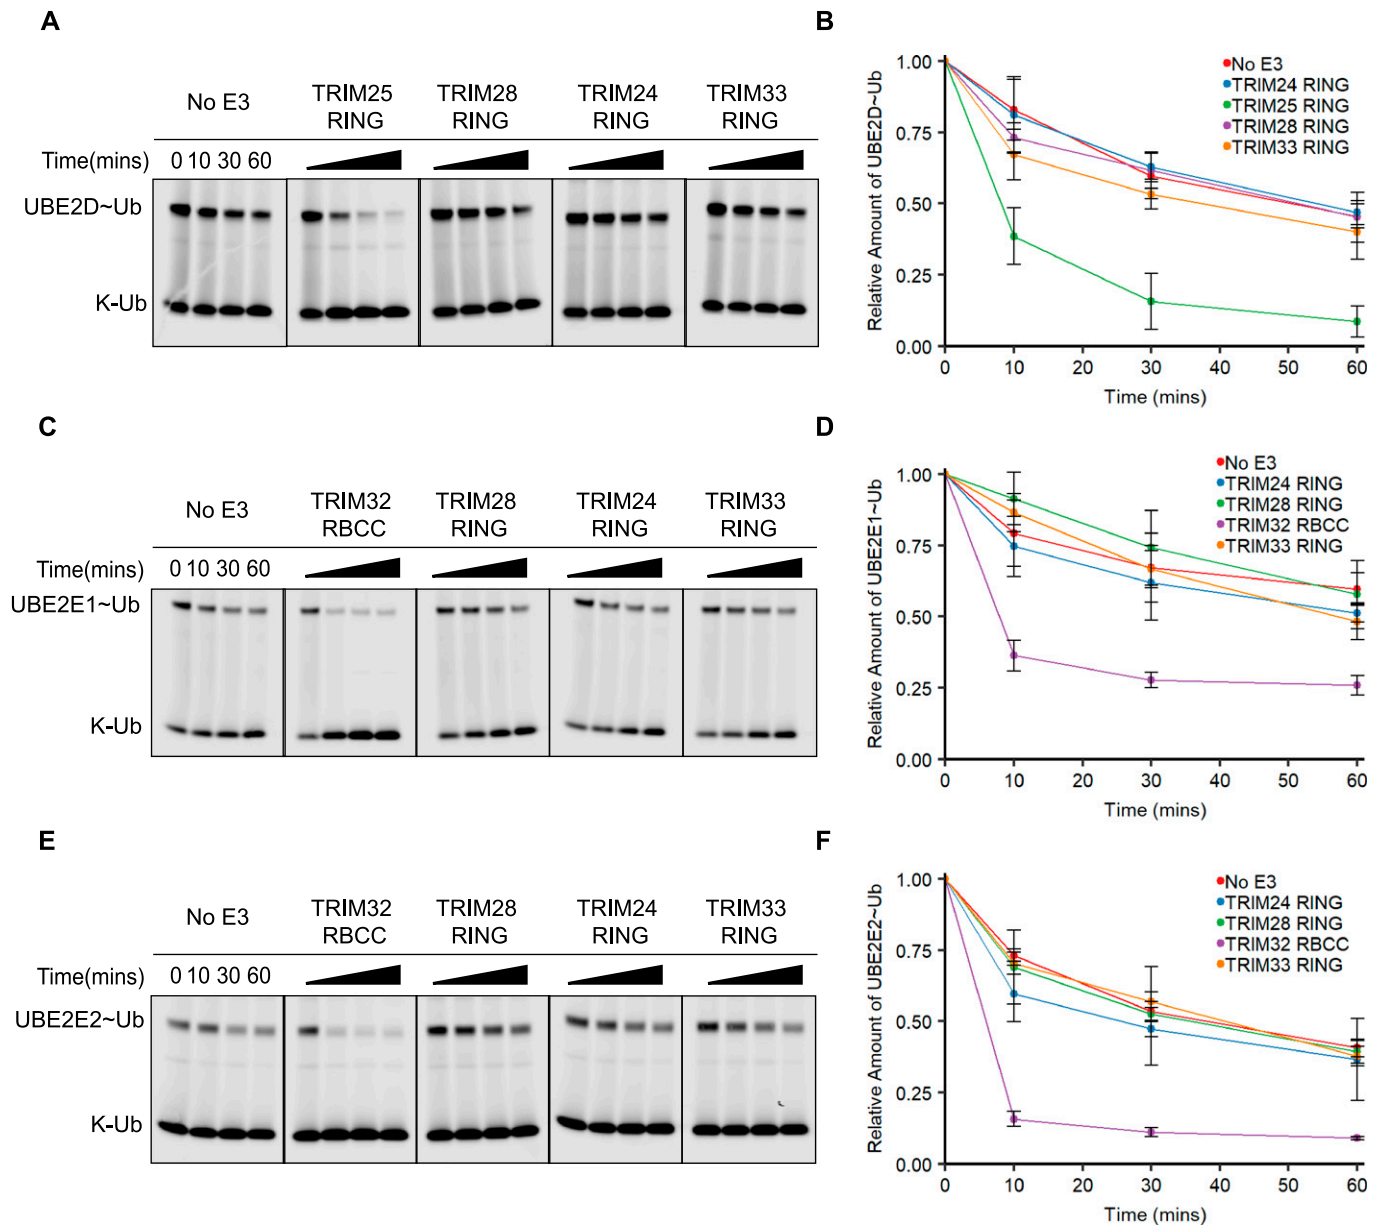 A
No E3
TRIM25 RING
TRIM28 RING
TRIM24 RING
TRIM33 RING
Time(mins)
0 10 30 60
UBE2D~Ub
K-Ub
B
Relative Amount of UBE2D~Ub
1.00
0.75
0.50
0.25
0.00
0 10 20 30 40 50 60
Time (mins)
No E3
TRIM24 RING
TRIM25 RING
TRIM28 RING
TRIM33 RING
C
No E3
TRIM32 RBCC
TRIM28 RING
TRIM24 RING
TRIM33 RING
Time(mins)
0 10 30 60
UBE2E1~Ub
K-Ub
D
Relative Amount of UBE2E1~Ub
1.00
0.75
0.50
0.25
0.00
0 10 20 30 40 50 60
Time (mins)
No E3
TRIM24 RING
TRIM28 RING
TRIM32 RBCC
TRIM33 RING
E
No E3
TRIM32 RBCC
TRIM28 RING
TRIM24 RING
TRIM33 RING
Time(mins)
0 10 30 60
UBE2E2~Ub
K-Ub
F
Relative Amount of UBE2E2~Ub
1.00
0.75
0.50
0.25
0.00
0 10 20 30 40 50 60
Time (mins)
No E3
TRIM24 RING
TRIM28 RING
TRIM32 RBCC
TRIM33 RING